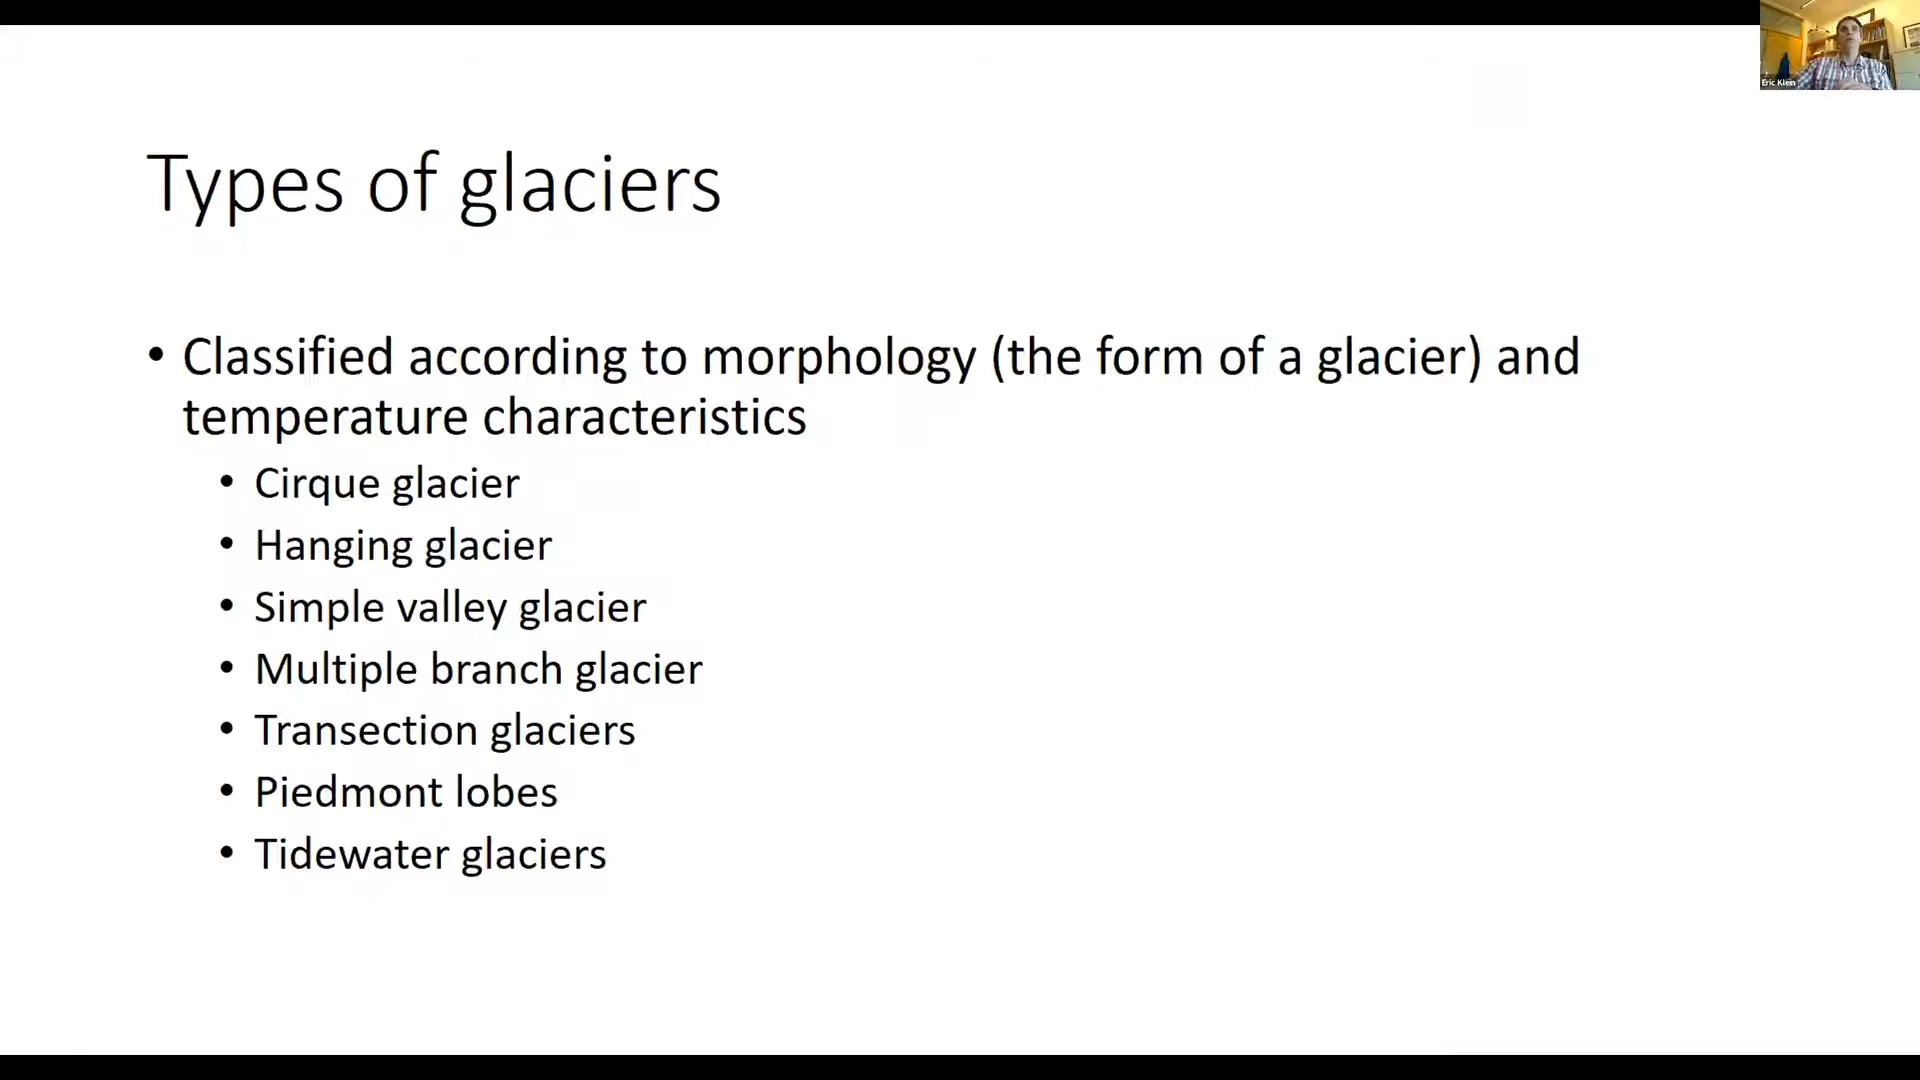 Eric Klein
Types of glaciers
• Classified according to morphology (the form of a glacier) and
temperature characteristics
• Cirque glacier
• Hanging glacier
• Simple valley glacier
• Multiple branch glacier
• Transection glaciers
• Piedmont lobes
• Tidewater glaciers